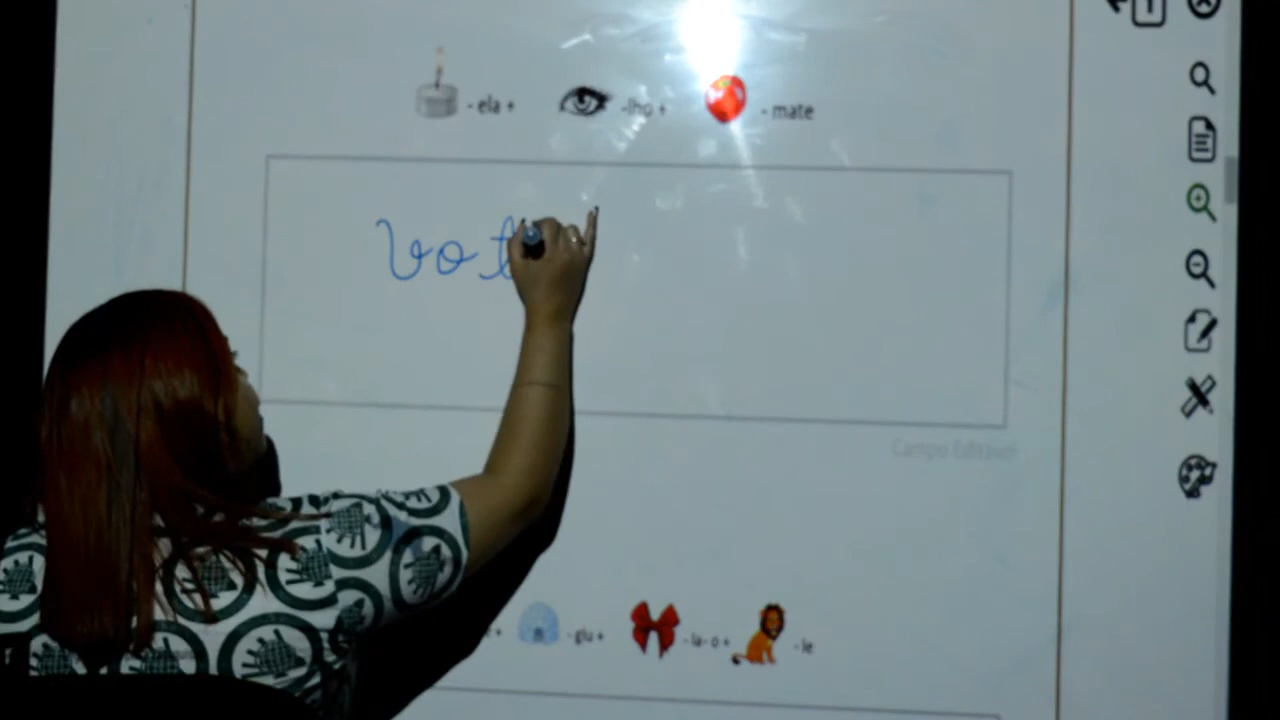 - ela + -lho + - mate
vot
Campo Editável
- glu + - la- o + - le